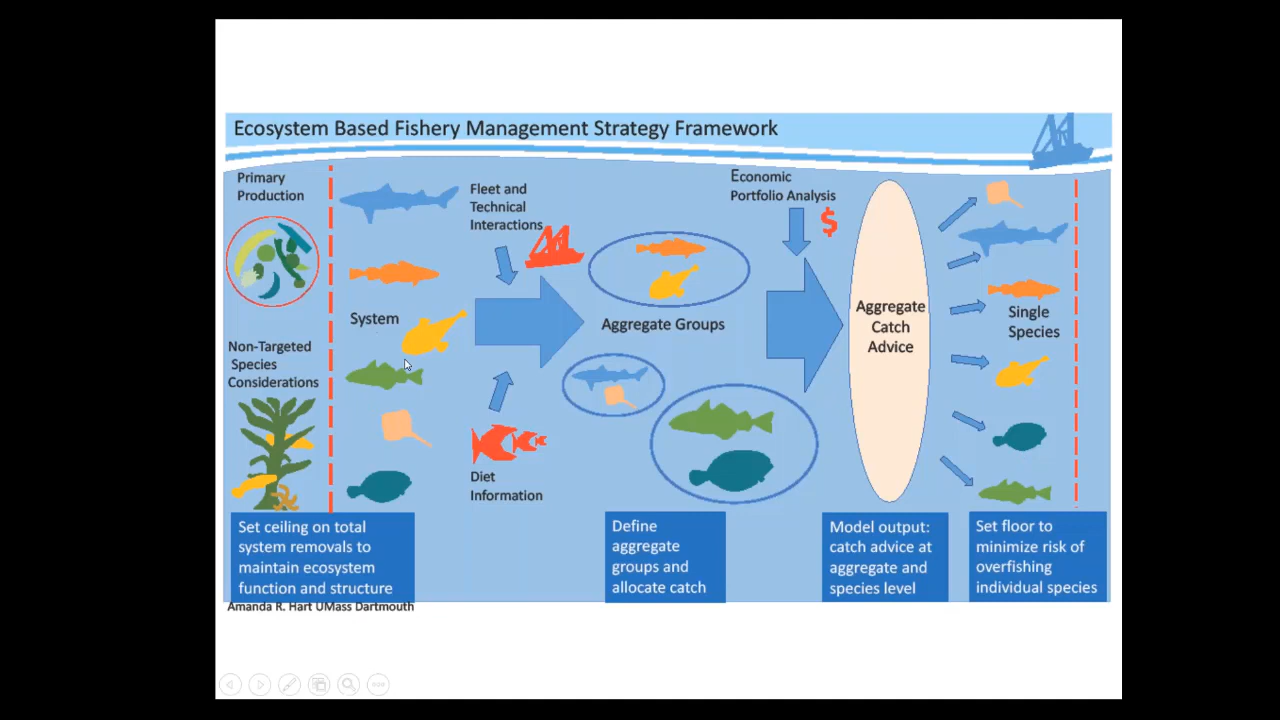 Ecosystem Based Fishery Management Strategy Framework
Primary
Production
Non-Targeted
Species
Considerations
System
Fleet and
Technical
Interactions
Diet
Information
Aggregate Groups
Economic
Portfolio Analysis
$
Aggregate
Catch
Advice
Single
Species
Set ceiling on total
system removals to
maintain ecosystem
function and structure
Define
aggregate
groups and
allocate catch
Model output:
catch advice at
aggregate and
species level
Set floor to
minimize risk of
overfishing
individual species
Amanda R. Hart UMass Dartmouth